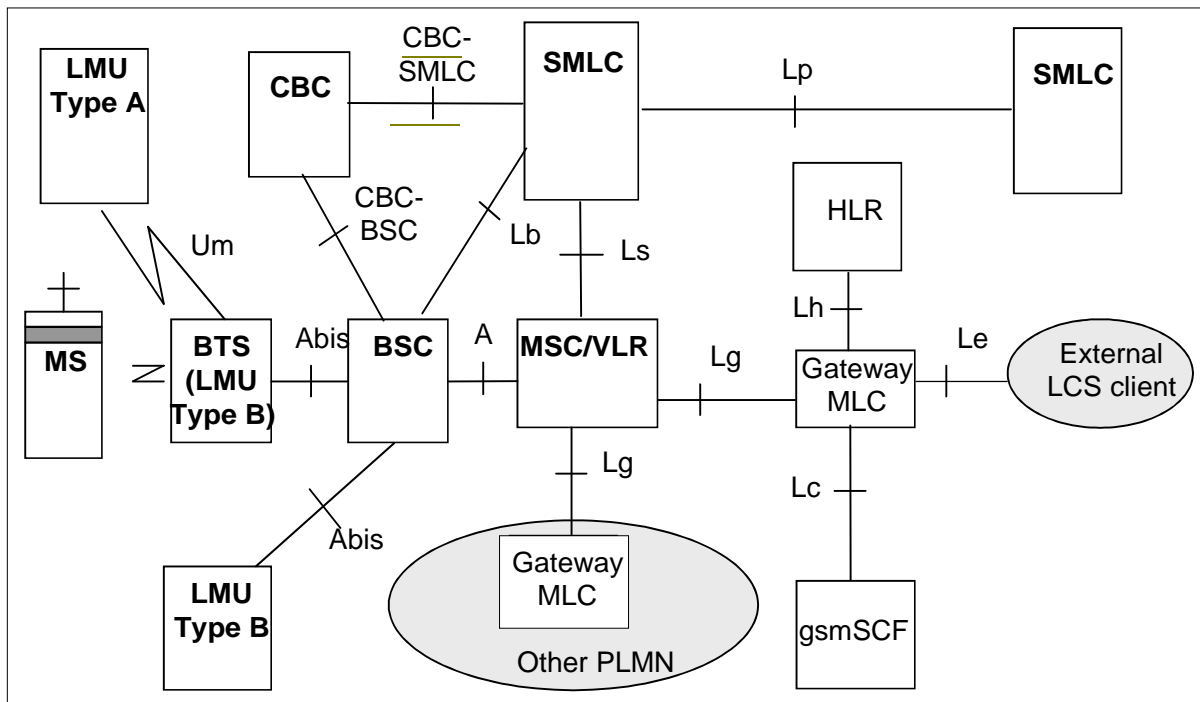 LMU
Type A
CBC
CBC-
SMLC
SMLC
Lp
SMLC
CBC-
BSC
Lb
Ls
HLR
Um
Lh
MS
BTS
(LMU
Type B)
Abis
BSC
A
MSC/VLR
Lg
Gateway
MLC
Le
External
LCS client
Lg
Lc
Abis
LMU
Type B
Gateway
MLC
Other PLMN
gsmSCF